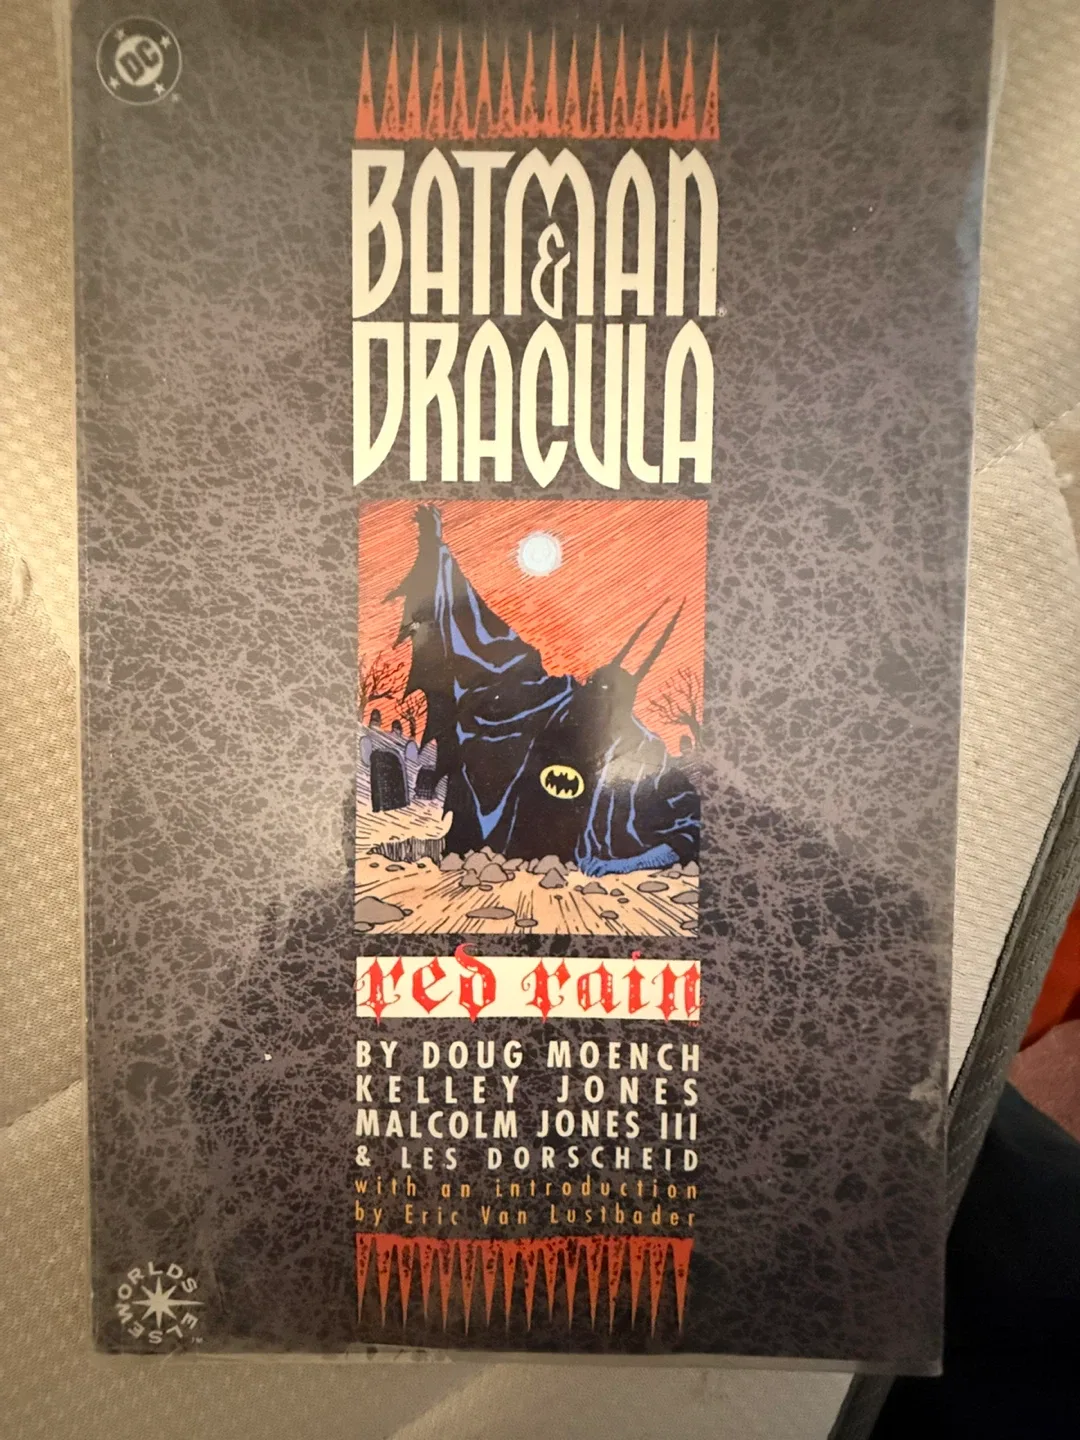 DC
BATMAN
&
DRACULA
red rain
BY DOUG MOENCH
KELLEY JONES
MALCOLM JONES III
& LES DORSCHEID
with an introduction
by Eric Van Lustbader
ELSEWORLDS